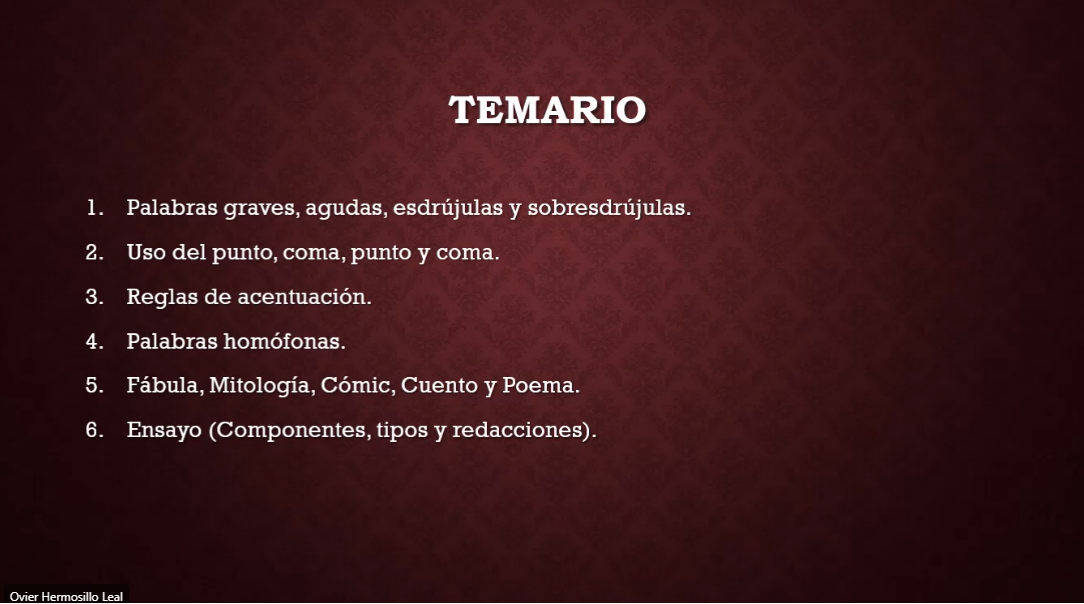 TEMARIO
1. Palabras graves, agudas, esdrújulas y sobresdrújulas.
2. Uso del punto, coma, punto y coma.
3. Reglas de acentuación.
4. Palabras homófonas.
5. Fábula, Mitología, Cómic, Cuento y Poema.
6. Ensayo (Componentes, tipos y redacciones).
Ovier Hermosillo Leal